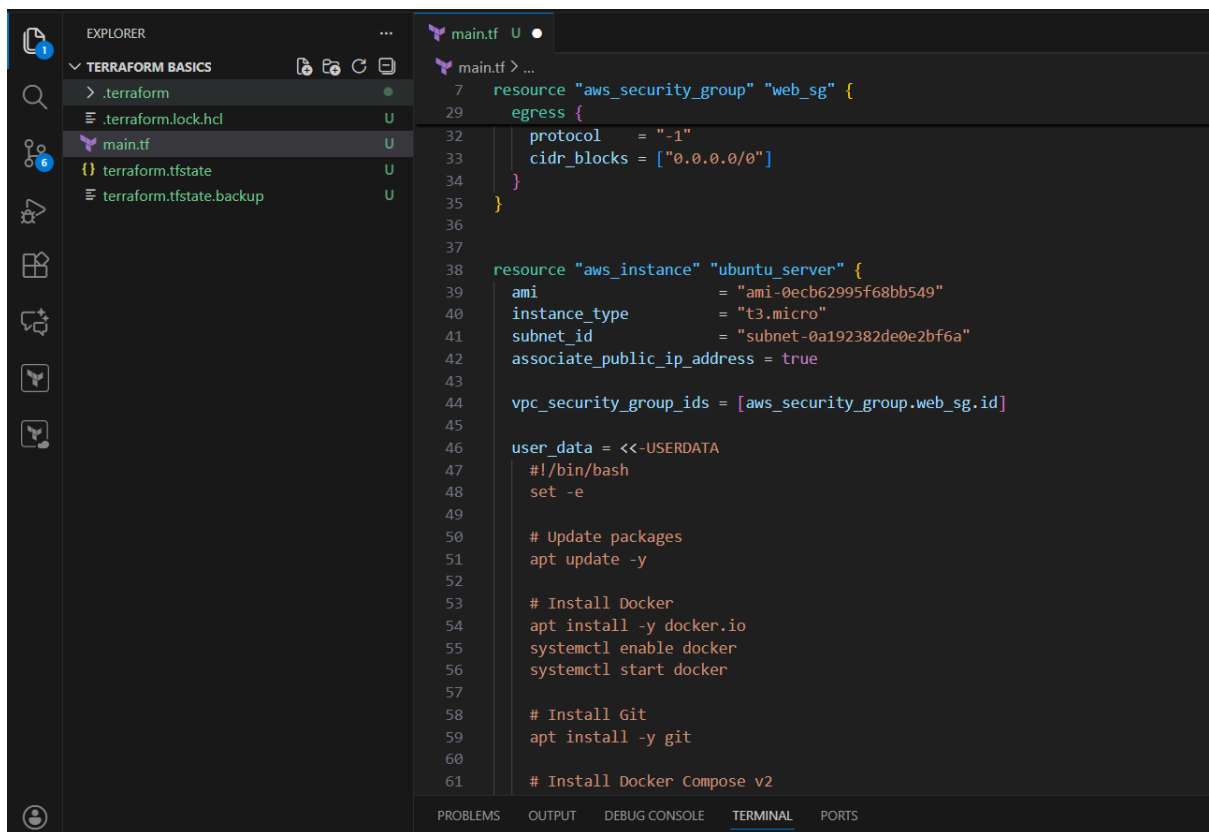 EXPLORER
...
TERRAFORM BASICS
> .terraform
.terraform.lock.hcl U
main.tf U
{} terraform.tfstate U
terraform.tfstate.backup U
1
6
main.tf U ●
main.tf > ...
7 resource "aws_security_group" "web_sg" {
29 egress {
32 protocol = "-1"
33 cidr_blocks = ["0.0.0.0/0"]
34 }
35 }
36
37
38 resource "aws_instance" "ubuntu_server" {
39 ami = "ami-0ecb62995f68bb549"
40 instance_type = "t3.micro"
41 subnet_id = "subnet-0a192382de0e2bf6a"
42 associate_public_ip_address = true
43
44 vpc_security_group_ids = [aws_security_group.web_sg.id]
45
46 user_data = <<-USERDATA
47 #!/bin/bash
48 set -e
49
50 # Update packages
51 apt update -y
52
53 # Install Docker
54 apt install -y docker.io
55 systemctl enable docker
56 systemctl start docker
57
58 # Install Git
59 apt install -y git
60
61 # Install Docker Compose v2
PROBLEMS OUTPUT DEBUG CONSOLE TERMINAL PORTS